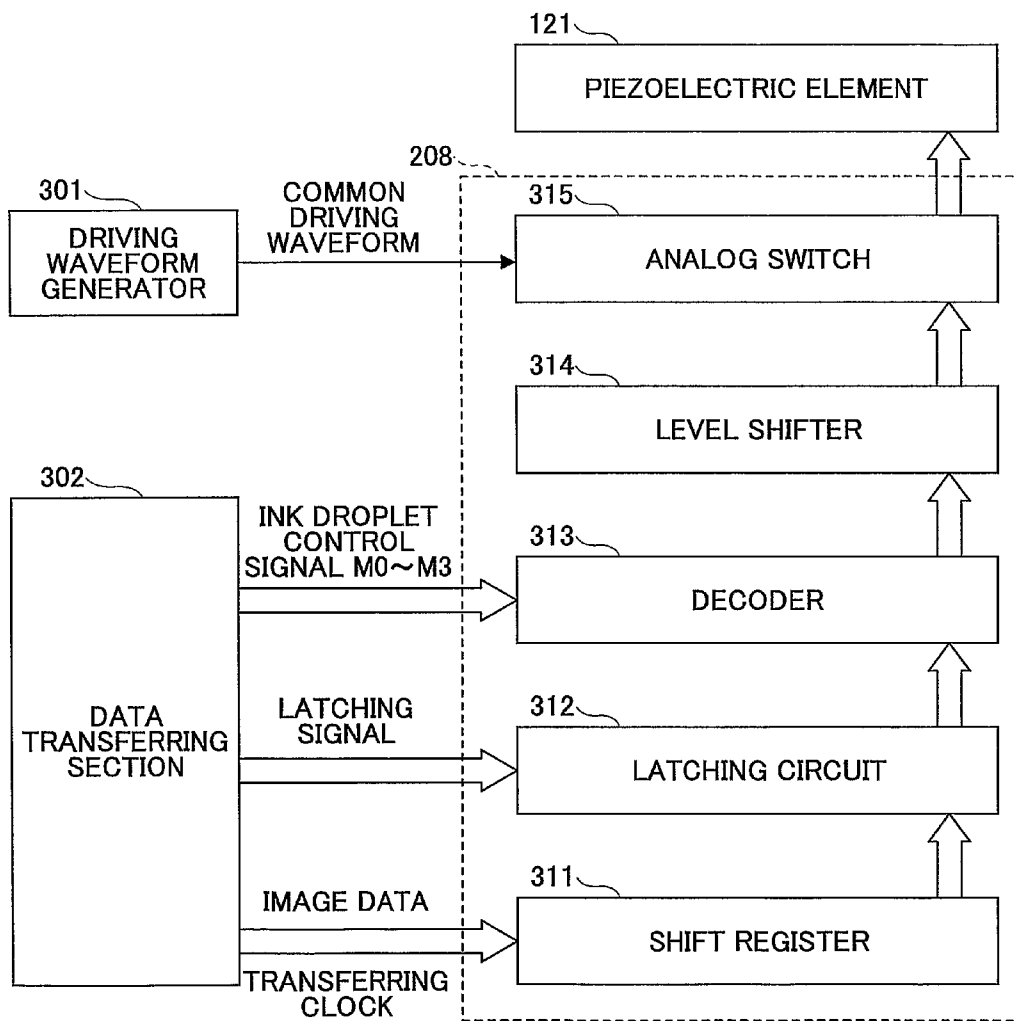 121
PIEZOELECTRIC ELEMENT
208
301
DRIVING
WAVEFORM
GENERATOR
COMMON
DRIVING
WAVEFORM
315
ANALOG SWITCH
314
LEVEL SHIFTER
302
DATA
TRANSFERRING
SECTION
INK DROPLET
CONTROL
SIGNAL M0～M3
313
DECODER
LATCHING
SIGNAL
312
LATCHING CIRCUIT
IMAGE DATA
TRANSFERRING
CLOCK
311
SHIFT REGISTER